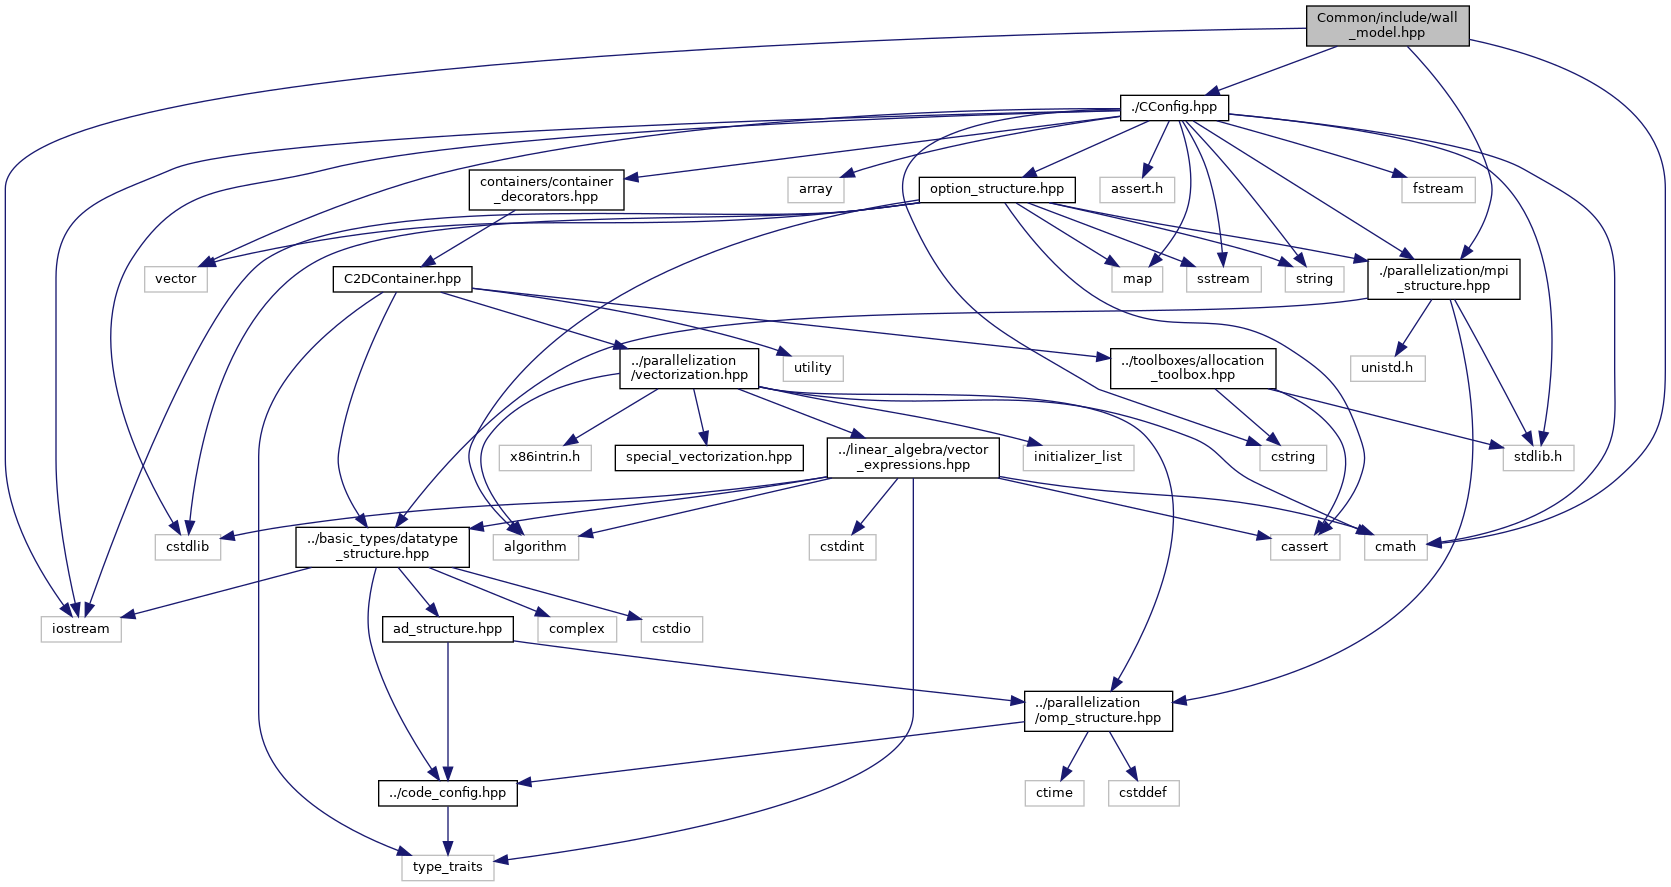 Common/include/wall
_model.hpp
./CConfig.hpp
containers/container
_decorators.hpp
array
option_structure.hpp
assert.h
fstream
vector
C2DContainer.hpp
map
sstream
string
./parallelization/mpi
_structure.hpp
../parallelization
/vectorization.hpp
utility
../toolboxes/allocation
_toolbox.hpp
unistd.h
x86intrin.h
special_vectorization.hpp
../linear_algebra/vector
_expressions.hpp
initializer_list
cstring
stdlib.h
cstdlib
../basic_types/datatype
_structure.hpp
algorithm
cstdint
cassert
cmath
iostream
ad_structure.hpp
complex
cstdio
../parallelization
/omp_structure.hpp
../code_config.hpp
ctime
cstddef
type_traits